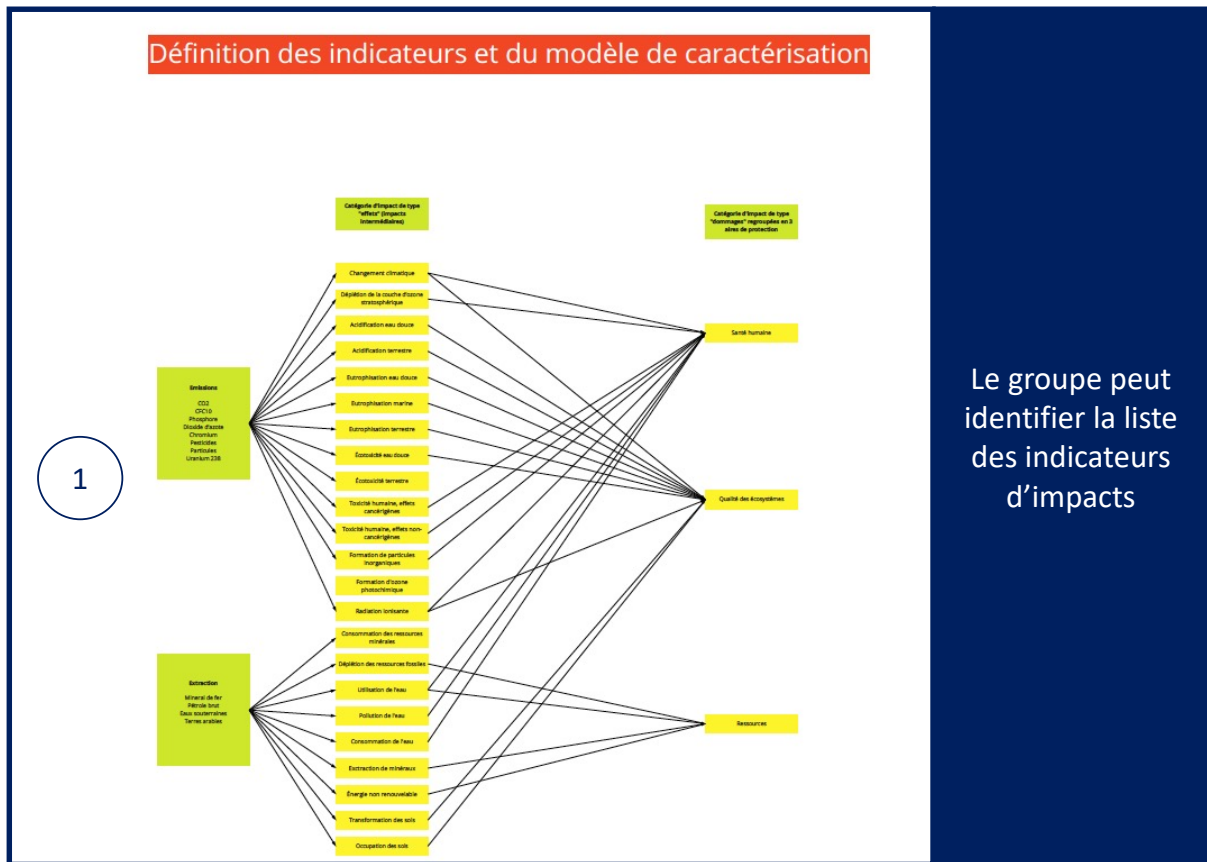 Définition des indicateurs et du modèle de caractérisation
Catégorie d'impact de type
"effets" (Impacts
intermédiaires)
Catégorie d'impact de type
"dommages" regroupées en 3
aires de protection
Changement climatique
Déplétion de la couche d'ozone
stratosphérique
Acidification eau douce
Santé humaine
Acidification terrestre
Emissions
CO2
CFC10
Phosphore
Dioxide d'azote
Chromium
Pesticides
Particules
Uranium 238
Eutrophisation eau douce
Eutrophisation marine
Eutrophisation terrestre
Écotoxicité eau douce
1
Écotoxicité terrestre
Toxicité humaine, effets
cancérigènes
Qualité des écosystèmes
Toxicité humaine, effets non-
cancérigènes
Formation de particules
inorganiques
Formation d'ozone
photochimique
Radiation ionisante
Consommation des ressources
minérales
Déplétion des ressources fossiles
Extraction
Minerai de fer
Pétrole brut
Eaux souterraines
Terres arables
Utilisation de l'eau
Pollution de l'eau
Ressources
Consommation de l'eau
Exctraction de minéraux
Énergie non renouvelable
Transformation des sols
Occupation des sols
Le groupe peut
identifier la liste
des indicateurs
d'impacts